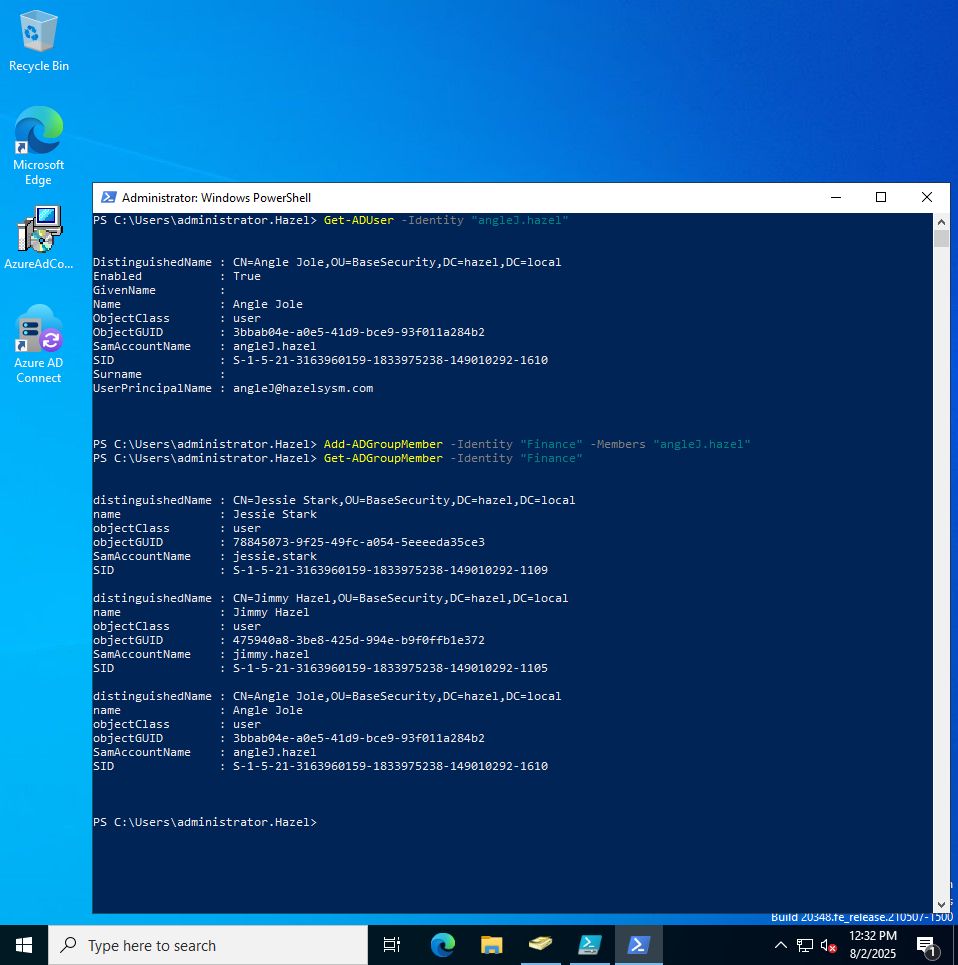 Recycle Bin
Microsoft
Edge
AzureAdCo...
Azure AD
Connect
Administrator: Windows PowerShell
PS C:\Users\administrator.Hazel> Get-ADUser -Identity "angleJ.hazel"
DistinguishedName : CN=Angle Jole,OU=BaseSecurity,DC=hazel,DC=local
Enabled           : True
GivenName         :
Name              : Angle Jole
ObjectClass       : user
ObjectGUID        : 3bbab04e-a0e5-41d9-bce9-93f011a284b2
SamAccountName    : angleJ.hazel
SID               : S-1-5-21-3163960159-1833975238-149010292-1610
Surname           :
UserPrincipalName : angleJ@hazelsysm.com
PS C:\Users\administrator.Hazel> Add-ADGroupMember -Identity "Finance" -Members "angleJ.hazel"
PS C:\Users\administrator.Hazel> Get-ADGroupMember -Identity "Finance"
distinguishedName : CN=Jessie Stark,OU=BaseSecurity,DC=hazel,DC=local
name              : Jessie Stark
objectClass       : user
objectGUID        : 78845073-9f25-49fc-a054-5eeeeda35ce3
SamAccountName    : jessie.stark
SID               : S-1-5-21-3163960159-1833975238-149010292-1109
distinguishedName : CN=Jimmy Hazel,OU=BaseSecurity,DC=hazel,DC=local
name              : Jimmy Hazel
objectClass       : user
objectGUID        : 475940a8-3be8-425d-994e-b9f0ffb1e372
SamAccountName    : jimmy.hazel
SID               : S-1-5-21-3163960159-1833975238-149010292-1105
distinguishedName : CN=Angle Jole,OU=BaseSecurity,DC=hazel,DC=local
name              : Angle Jole
objectClass       : user
objectGUID        : 3bbab04e-a0e5-41d9-bce9-93f011a284b2
SamAccountName    : angleJ.hazel
SID               : S-1-5-21-3163960159-1833975238-149010292-1610
PS C:\Users\administrator.Hazel>
Build 20348.fe_release.210507-1500
Type here to search
12:32 PM
8/2/2025
1